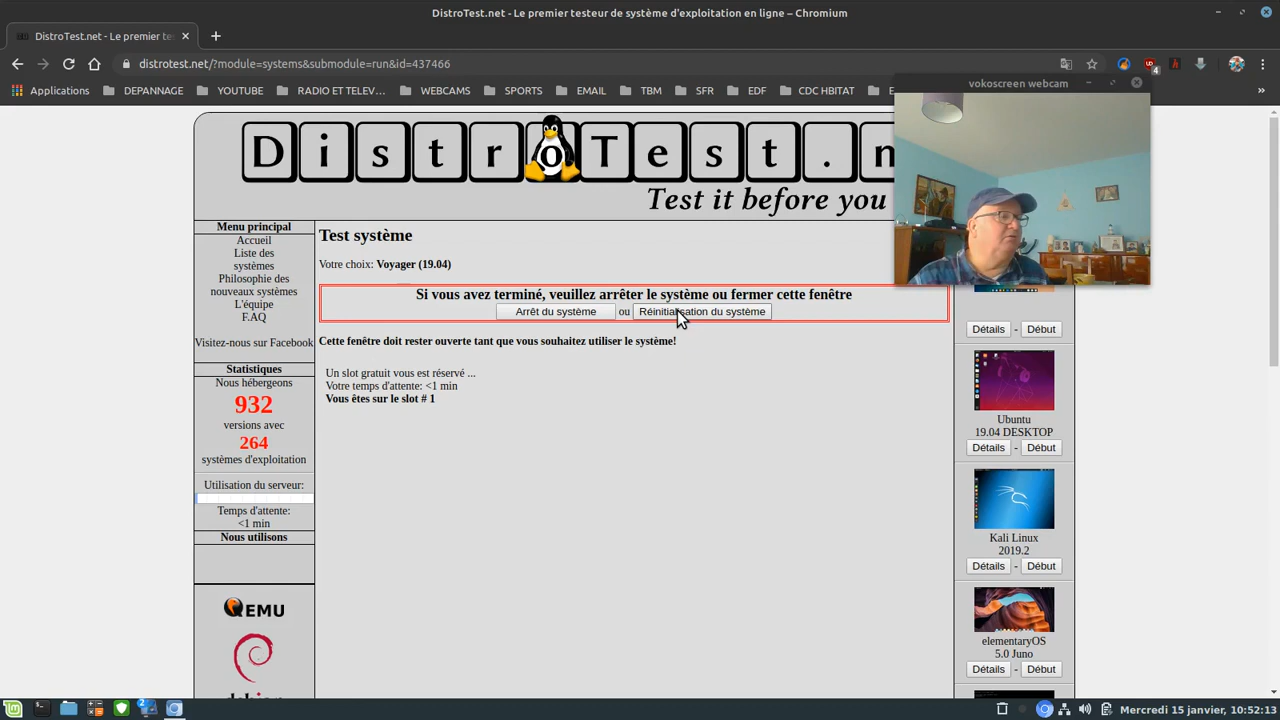 DistroTest.net - Le premier testeur de système d'exploitation en ligne – Chromium
DistroTest.net - Le premier te
distrotest.net/?module=systems&submodule=run&id=437466
4
Applications
DEPANNAGE
YOUTUBE
RADIO ET TELEV…
WEBCAMS
SPORTS
EMAIL
TBM
SFR
EDF
CDC HBITAT
E
»
vokoscreen webcam
DistroTest.n
Test it before you
Menu principal
Accueil
Liste des
systèmes
Philosophie des
nouveaux systèmes
L'équipe
F.AQ
Visitez-nous sur Facebook
Statistiques
Nous hébergeons
932
versions avec
264
systèmes d'exploitation
Utilisation du serveur:
Temps d'attente:
<1 min
Nous utilisons
QEMU
debian
Test système
Votre choix: Voyager (19.04)
Si vous avez terminé, veuillez arrêter le système ou fermer cette fenêtre
Arrêt du système ou Réinitialisation du système
Cette fenêtre doit rester ouverte tant que vous souhaitez utiliser le système!
Un slot gratuit vous est réservé ...
Votre temps d'attente: <1 min
Vous êtes sur le slot # 1
Détails - Début
Ubuntu
19.04 DESKTOP
Détails - Début
Kali Linux
2019.2
Détails - Début
elementaryOS
5.0 Juno
Détails - Début
2
Mercredi 15 janvier, 10:52:13